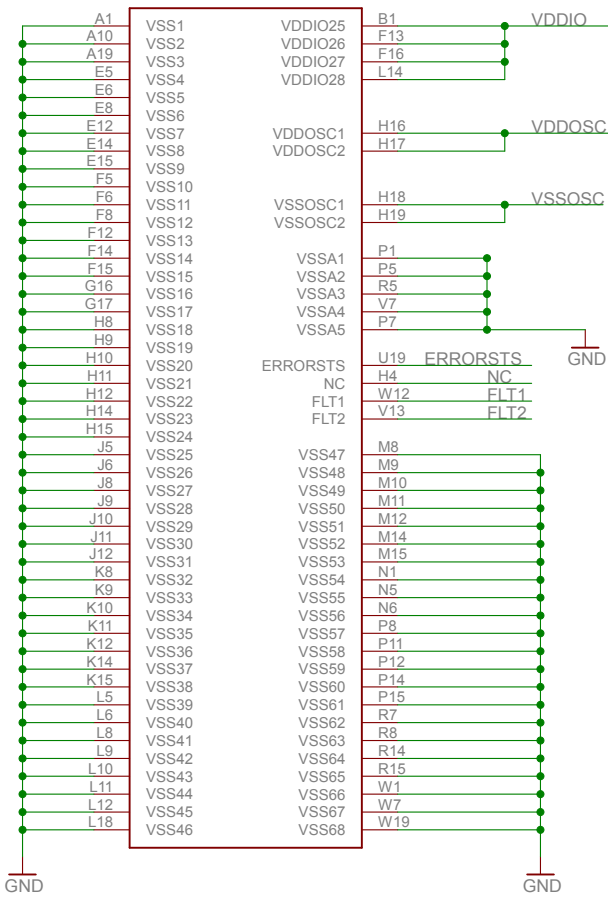 A1 VSS1 VDDIO25 B1 VDDIO
A10 VSS2 VDDIO26 F13
A19 VSS3 VDDIO27 F16
E5 VSS4 VDDIO28 L14
E6 VSS5
E8 VSS6
E12 VSS7 VDDOSC1 H16 VDDOSC
E14 VSS8 VDDOSC2 H17
E15 VSS9
F5 VSS10
F6 VSS11 VSSOSC1 H18 VSSOSC
F8 VSS12 VSSOSC2 H19
F12 VSS13
F14 VSS14 VSSA1 P1
F15 VSS15 VSSA2 P5
G16 VSS16 VSSA3 R5
G17 VSS17 VSSA4 V7
H8 VSS18 VSSA5 P7
H9 VSS19 GND
H10 VSS20 ERRORSTS U19 ERRORSTS
H11 VSS21 NC H4 NC
H12 VSS22 FLT1 W12 FLT1
H14 VSS23 FLT2 V13 FLT2
H15 VSS24
J5 VSS25 VSS47 M8
J6 VSS26 VSS48 M9
J8 VSS27 VSS49 M10
J9 VSS28 VSS50 M11
J10 VSS29 VSS51 M12
J11 VSS30 VSS52 M14
J12 VSS31 VSS53 M15
K8 VSS32 VSS54 N1
K9 VSS33 VSS55 N5
K10 VSS34 VSS56 N6
K11 VSS35 VSS57 P8
K12 VSS36 VSS58 P11
K14 VSS37 VSS59 P12
K15 VSS38 VSS60 P14
L5 VSS39 VSS61 P15
L6 VSS40 VSS62 R7
L8 VSS41 VSS63 R8
L9 VSS42 VSS64 R14
L10 VSS43 VSS65 R15
L11 VSS44 VSS66 W1
L12 VSS45 VSS67 W7
L18 VSS46 VSS68 W19
GND GND